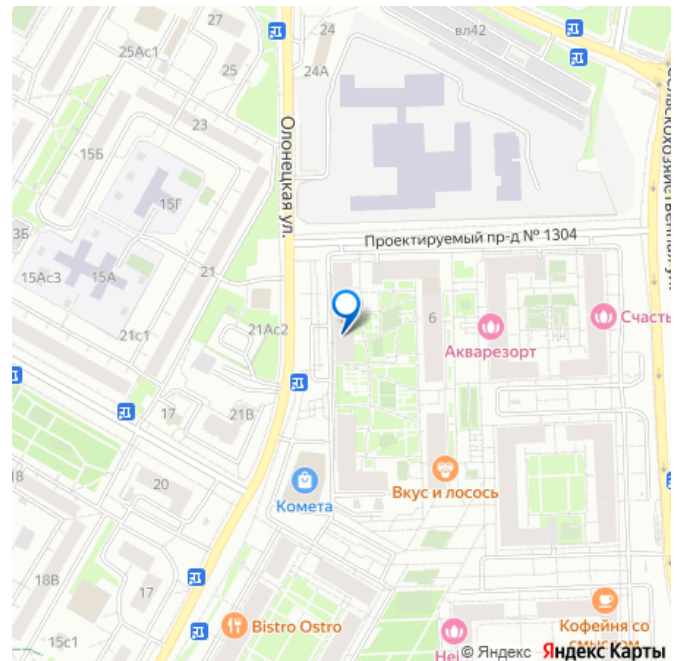 27
24
вл42
25Ас1
25
24А
23
15Б
Олонецкая ул.
15Г
Проектируемый пр-д № 1304
3Б
15Ас3
15А
21
21с1
21Ас2
6
Акварезорт
Счасть
17
21В
Комета
Вкус и лосось
18
20
18В
17
15с1
Bistro Ostro
Кофейня со
смыслом
Hei
© Яндекс Яндекс Карты